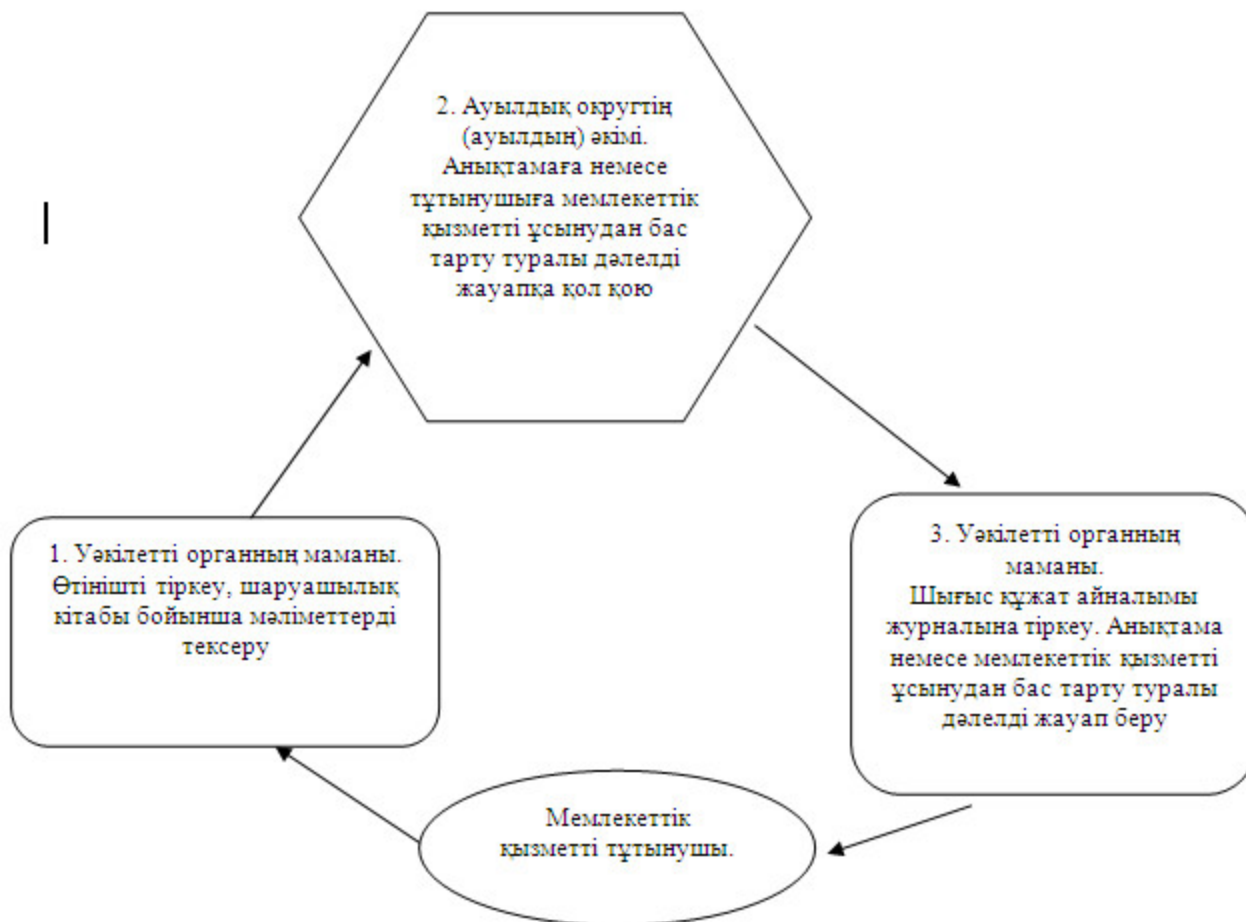 2. Ауылдық округтің
(ауылдың) әкімі.
Анықтамаға немесе
тұтынушыға мемлекеттік
қызметті ұсынудан бас
тарту туралы дәлелді
жауапқа қол қою
1. Уәкілетті органның маманы.
Өтінішті тіркеу, шаруашылық
кітабы бойынша мәліметтерді
тексеру
3. Уәкілетті органның
маманы.
Шығыс құжат айналымы
журналына тіркеу. Анықтама
немесе мемлекеттік қызметті
ұсынудан бас тарту туралы
дәлелді жауап беру
Мемлекеттік
қызметті тұтынушы.